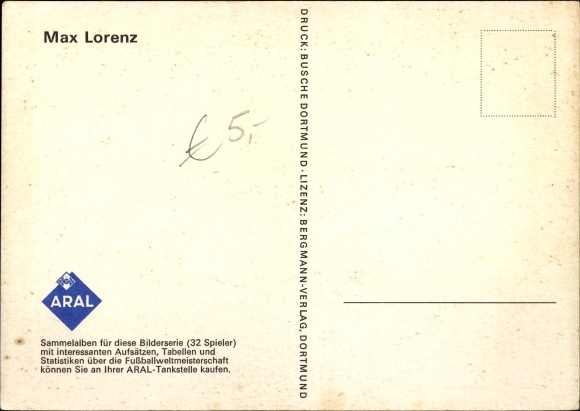 Max Lorenz
€ 5,-
ARAL
Sammelalben für diese Bilderserie (32 Spieler)
mit interessanten Aufsätzen, Tabellen und
Statistiken über die Fußballweltmeisterschaft
können Sie an Ihrer ARAL-Tankstelle kaufen.
DRUCK: BUSCHE DORTMUND · LIZENZ: BERGMANN-VERLAG, DORTMUND